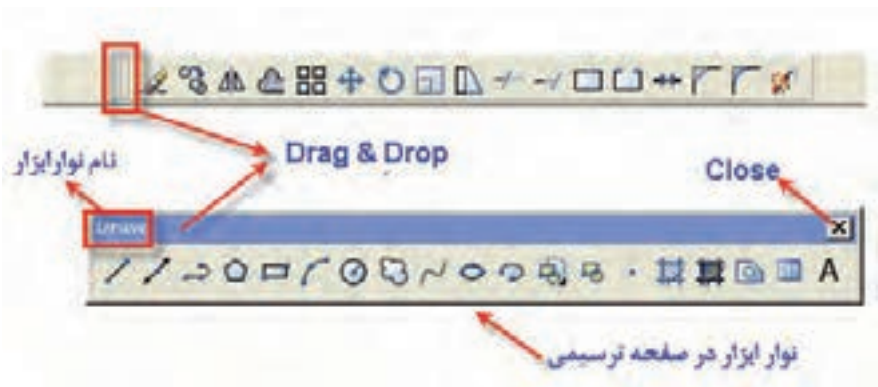 Drag & Drop
نام نوارابزار
Close
A
نوار ابزار در صفحه ترسیمی